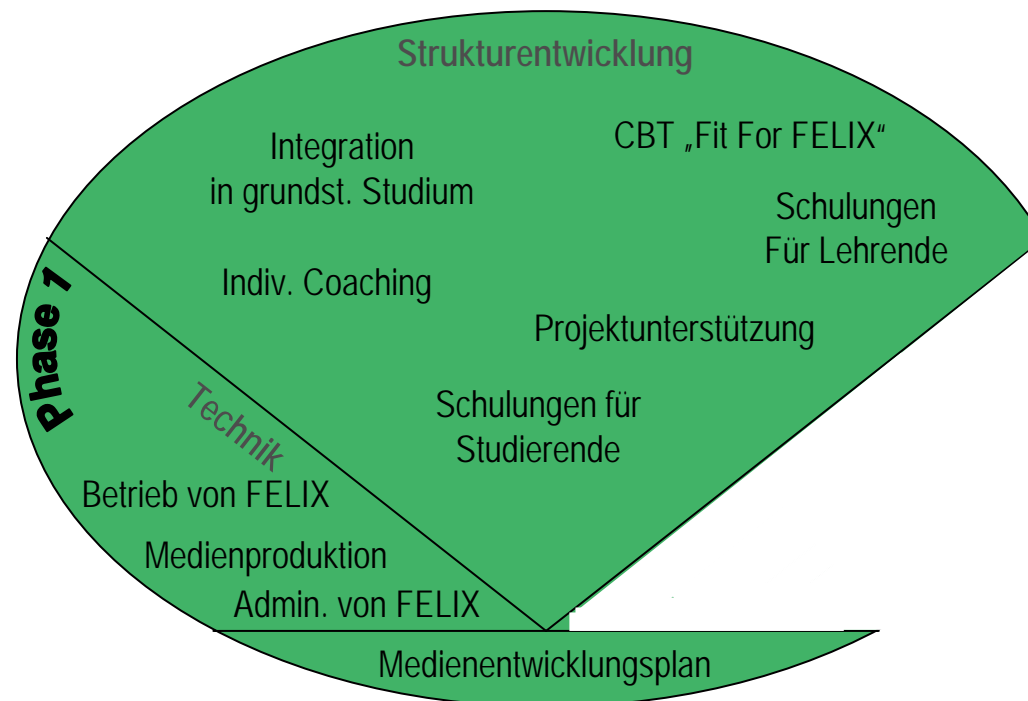 Strukturentwicklung
CBT „Fit For FELIX“
Integration
in grundst. Studium
Schulungen
Für Lehrende
Indiv. Coaching
Projektunterstützung
Schulungen für
Studierende
Phase 1
Technik
Betrieb von FELIX
Medienproduktion
Admin. von FELIX
Medienentwicklungsplan